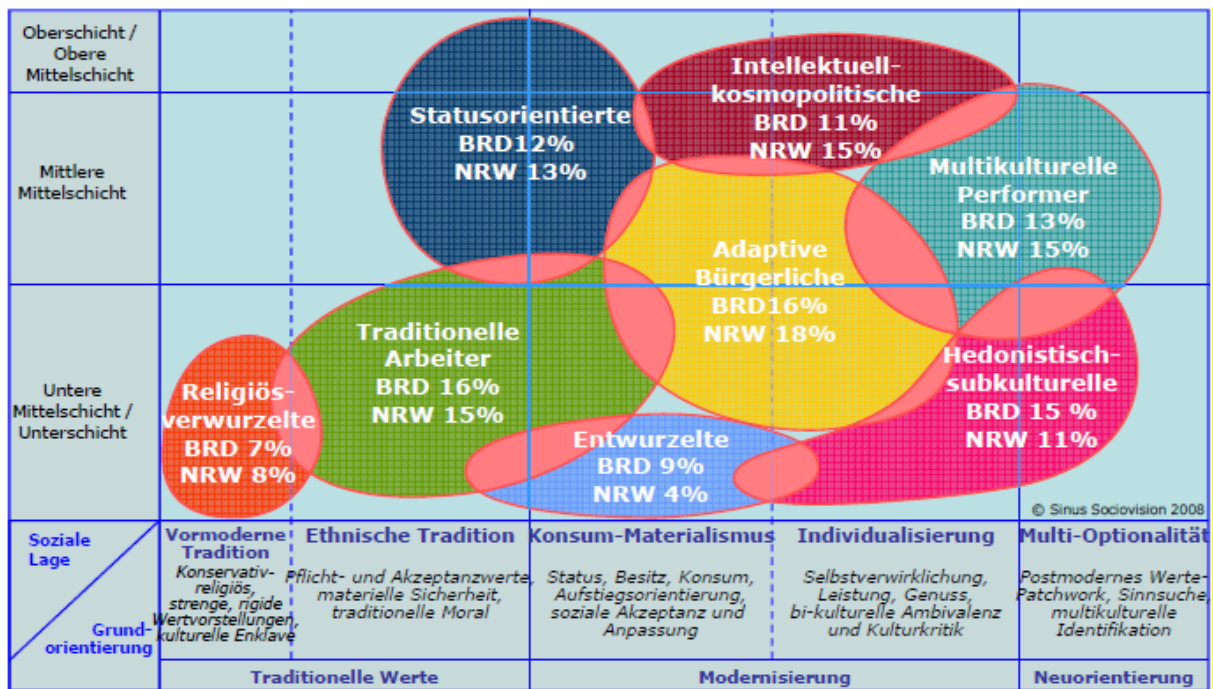 Oberschicht /
Obere
Mittelschicht
Mittlere
Mittelschicht
Untere
Mittelschicht /
Unterschicht
Statusorientierte
BRD12%
NRW 13%
Intellektuell-
kosmopolitische
BRD 11%
NRW 15%
Multikulturelle
Performer
BRD 13%
NRW 15%
Adaptive
Bürgerliche
BRD16%
NRW 18%
Traditionelle
Arbeiter
BRD 16%
NRW 15%
Religiös-
verwurzelte
BRD 7%
NRW 8%
Entwurzelte
BRD 9%
NRW 4%
Hedonistisch-
subkulturelle
BRD 15 %
NRW 11%
© Sinus Sociovision 2008
Soziale
Lage
Grund-
orientierung
Vormoderne
Tradition
Konservativ-
religiös,
strenge, rigide
Wertvorstellungen,
kulturelle Enklave
Ethnische Tradition
Pflicht- und Akzeptanzwerte,
materielle Sicherheit,
traditionelle Moral
Konsum-Materialismus
Status, Besitz, Konsum,
Aufstiegsorientierung,
soziale Akzeptanz und
Anpassung
Individualisierung
Selbstverwirklichung,
Leistung, Genuss,
bi-kulturelle Ambivalenz
und Kulturkritik
Multi-Optionalität
Postmodernes Werte-
Patchwork, Sinnsuche,
multikulturelle
Identifikation
Traditionelle Werte
Modernisierung
Neuorientierung